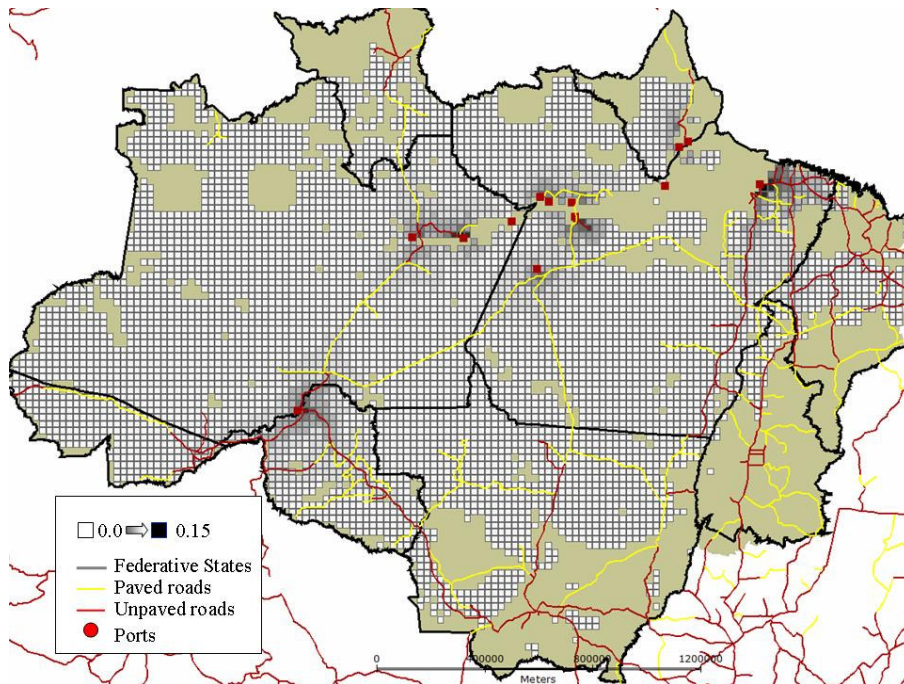 0.0 0.15
Federative States
Paved roads
Unpaved roads
Ports
0 400000 800000 1200000
Meters